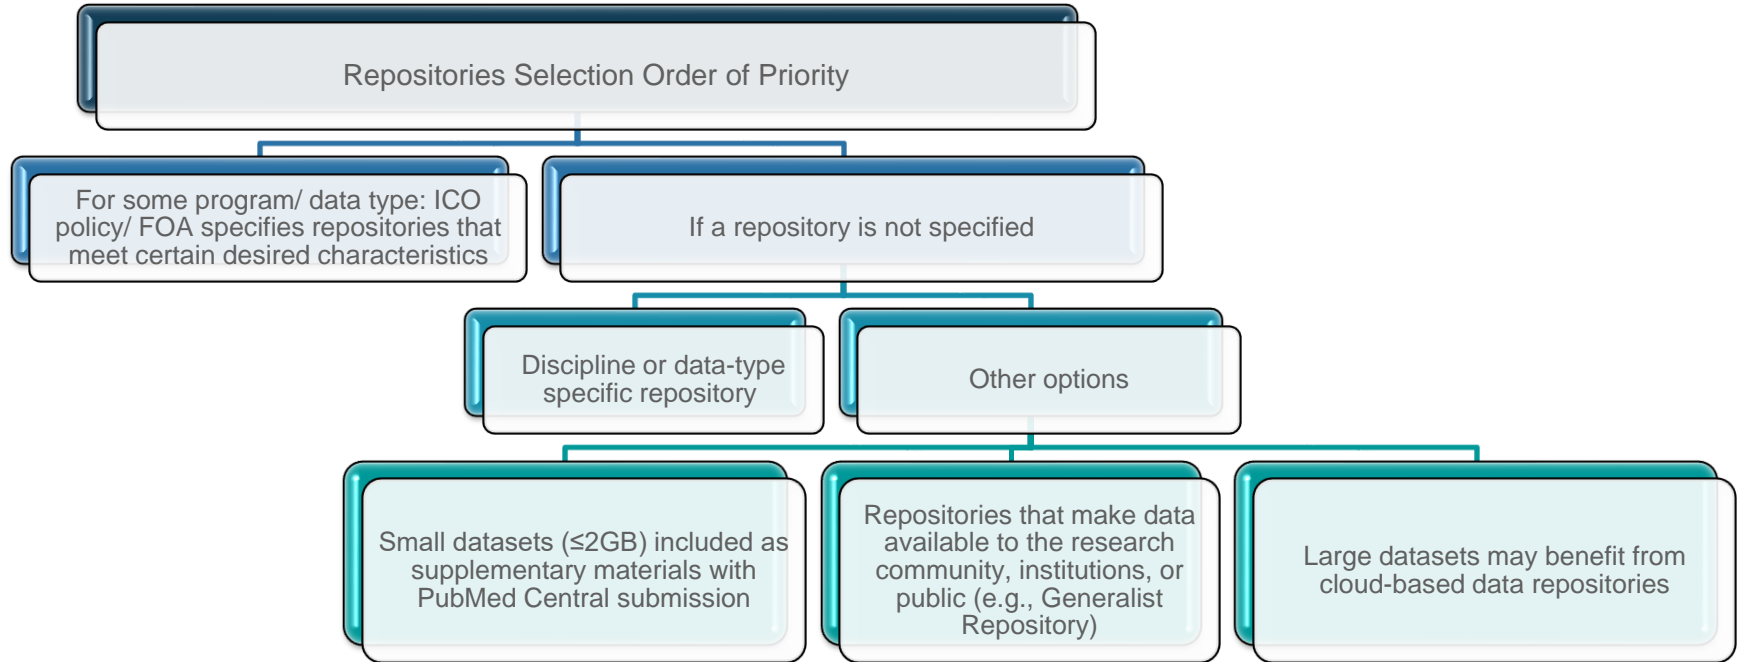 Repositories Selection Order of Priority
For some program/ data type: ICO
policy/ FOA specifies repositories that
meet certain desired characteristics
If a repository is not specified
Discipline or data-type
specific repository
Other options
Small datasets (≤2GB) included as
supplementary materials with
PubMed Central submission
Repositories that make data
available to the research
community, institutions, or
public (e.g., Generalist
Repository)
Large datasets may benefit from
cloud-based data repositories